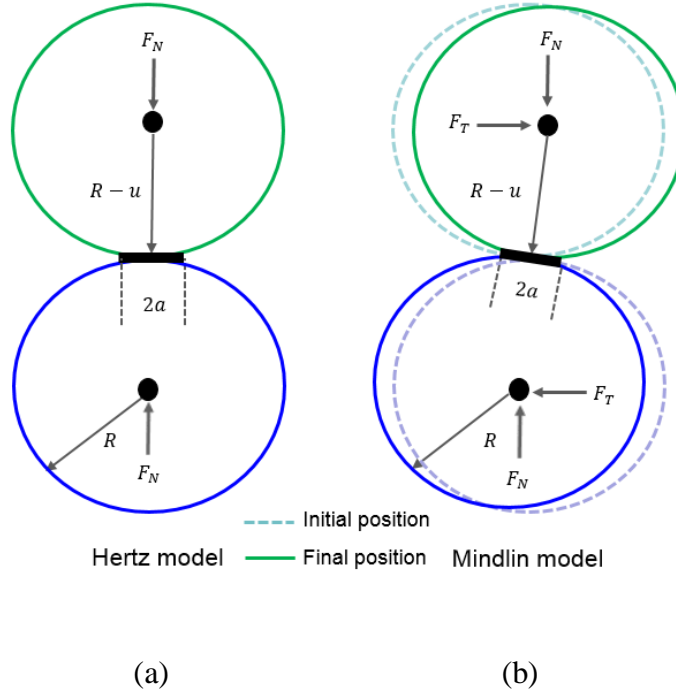 F_N
R − u
2a
R
F_N
F_N
F_T
R − u
2a
F_T
R
F_N
Initial position
Hertz model
Final position
Mindlin model
(a)
(b)